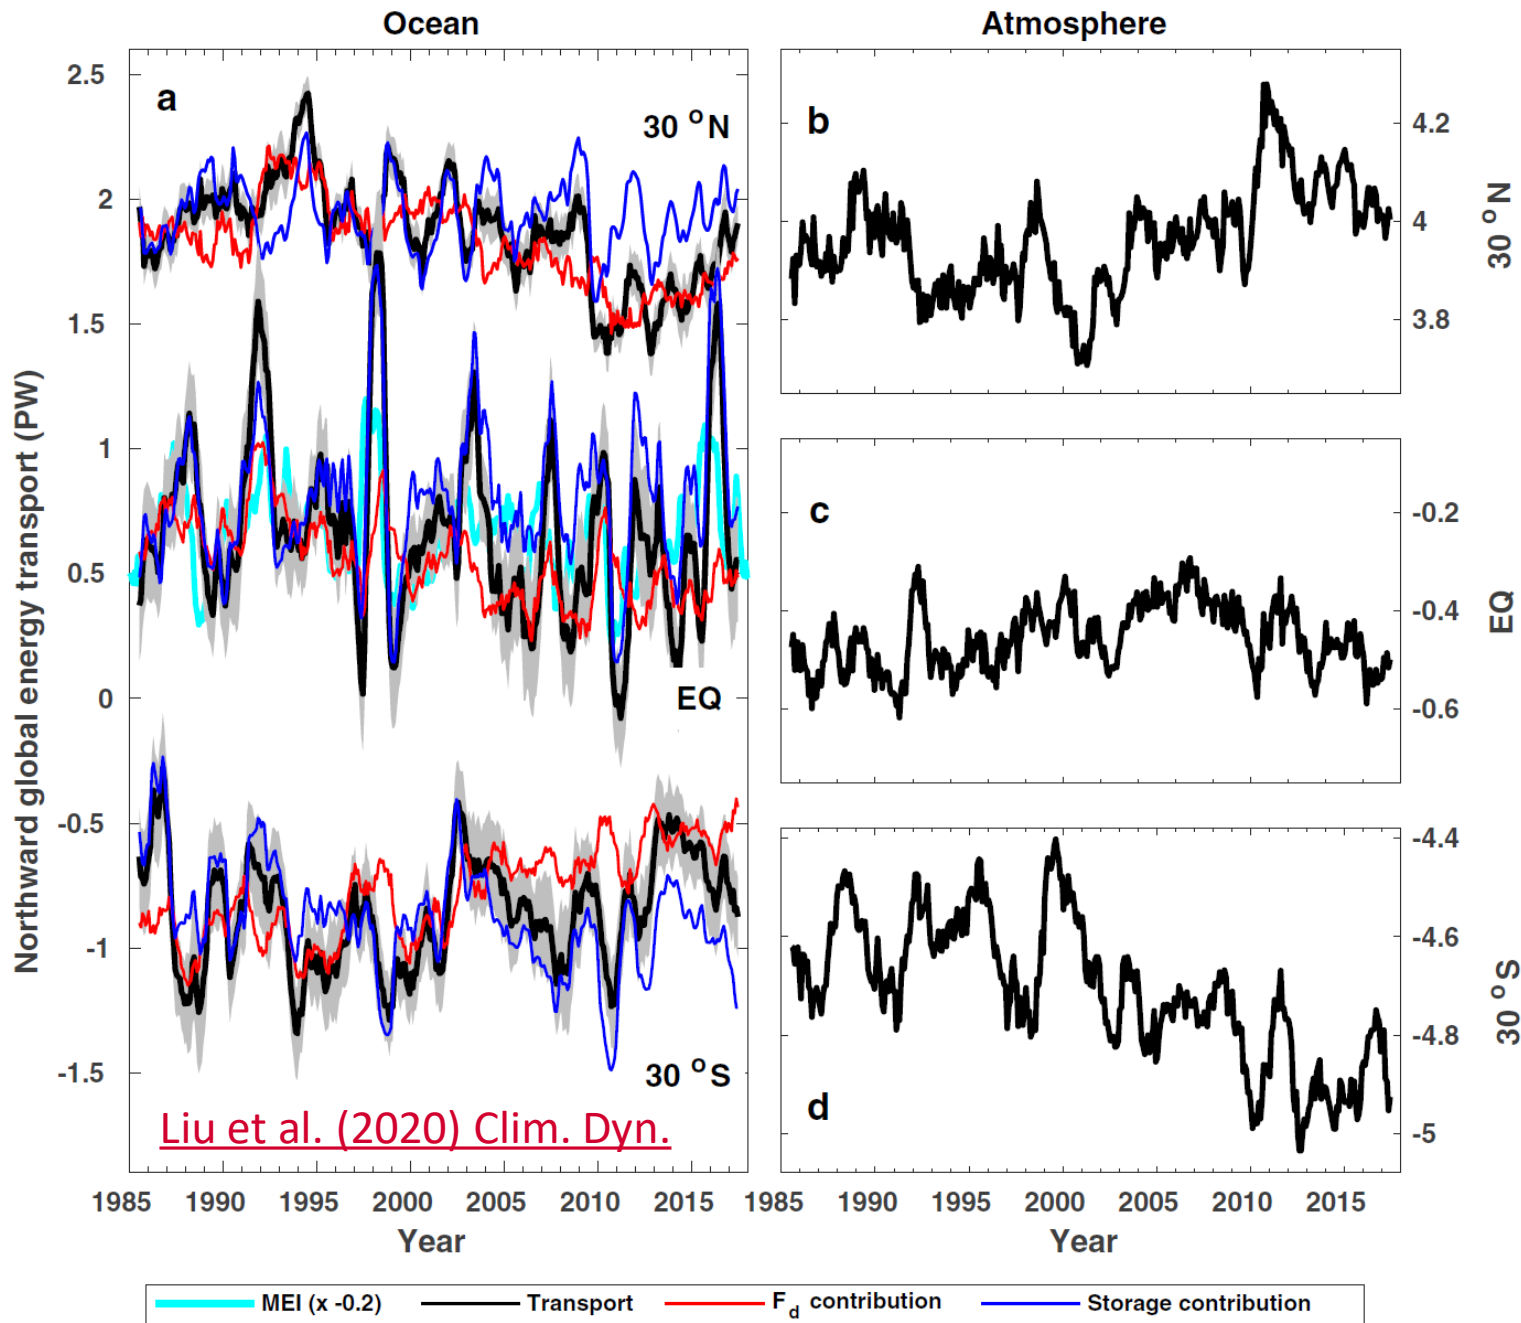 Ocean
Atmosphere
a
30 °N
2.5
2
1.5
1
0.5
0
-0.5
-1
-1.5
EQ
30 °S
Northward global energy transport (PW)
Liu et al. (2020) Clim. Dyn.
1985 1990 1995 2000 2005 2010 2015
Year
b
4.2
4
3.8
30 °N
c
-0.2
-0.4
-0.6
EQ
d
-4.4
-4.6
-4.8
-5
30 °S
1985 1990 1995 2000 2005 2010 2015
Year
MEI (x -0.2) Transport Fd contribution Storage contribution